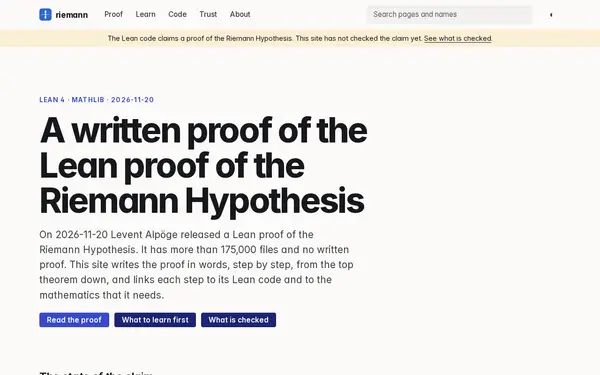 riemann
Proof Learn Code Trust About
Search pages and names
The Lean code claims a proof of the Riemann Hypothesis. This site has not checked the claim yet. See what is checked.
LEAN 4 · MATHLIB · 2026-11-20
A written proof of the
Lean proof of the
Riemann Hypothesis
On 2026-11-20 Levent Alpöge released a Lean proof of the
Riemann Hypothesis. It has more than 175,000 files and no written
proof. This site writes the proof in words, step by step, from the top
theorem down, and links each step to its Lean code and to the
mathematics that it needs.
Read the proof What to learn first What is checked
The state of the claim